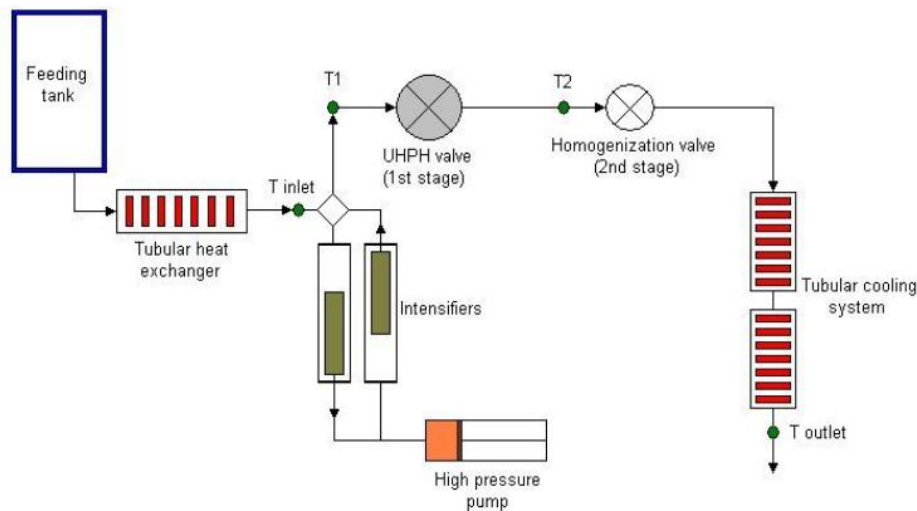 Feeding
tank
T inlet
Tubular heat
exchanger
T1
UHPH valve
(1st stage)
T2
Homogenization valve
(2nd stage)
Intensifiers
High pressure
pump
Tubular cooling
system
T outlet